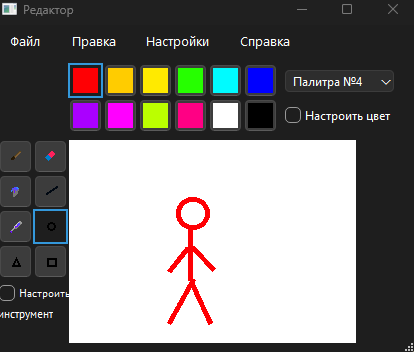 Редактор
Файл Правка Настройки Справка
Палитра №4
Настроить цвет
Настроить
инструмент